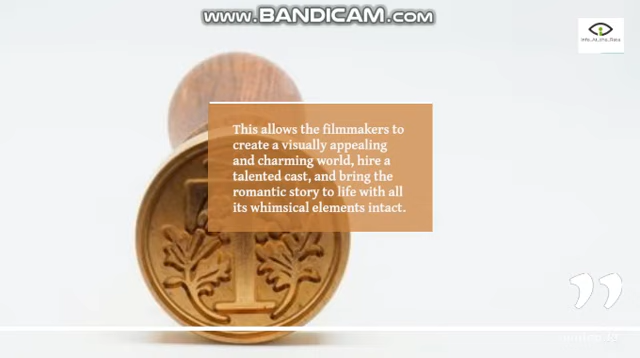 www.BANDICAM.com
This allows the filmmakers to
create a visually appealing
and charming world, hire a
talented cast, and bring the
romantic story to life with all
its whimsical elements intact.